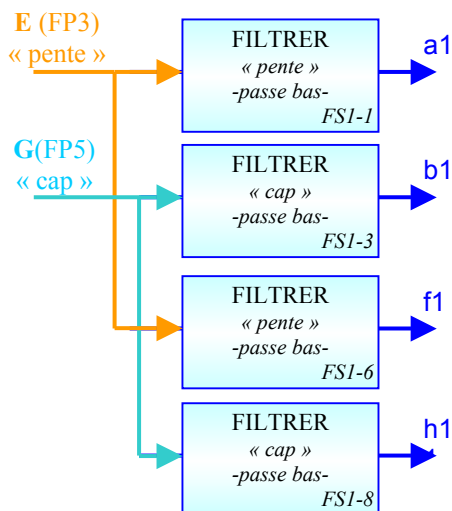 E (FP3)
« pente »
FILTRER
« pente »
-passe bas-
FS1-1
a1
G(FP5)
« cap »
FILTRER
« cap »
-passe bas-
FS1-3
b1
FILTRER
« pente »
-passe bas-
FS1-6
f1
FILTRER
« cap »
-passe bas-
FS1-8
h1